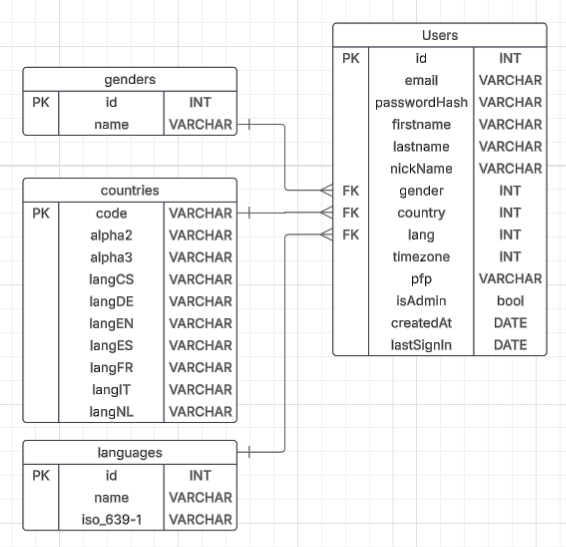 genders
PK id INT
name VARCHAR
countries
PK code VARCHAR
alpha2 VARCHAR
alpha3 VARCHAR
langCS VARCHAR
langDE VARCHAR
langEN VARCHAR
langES VARCHAR
langFR VARCHAR
langIT VARCHAR
langNL VARCHAR
languages
PK id INT
name VARCHAR
iso_639-1 VARCHAR
Users
PK id INT
email VARCHAR
passwordHash VARCHAR
firstname VARCHAR
lastname VARCHAR
nickName VARCHAR
FK gender INT
FK country INT
FK lang INT
timezone INT
pfp VARCHAR
isAdmin bool
createdAt DATE
lastSignIn DATE